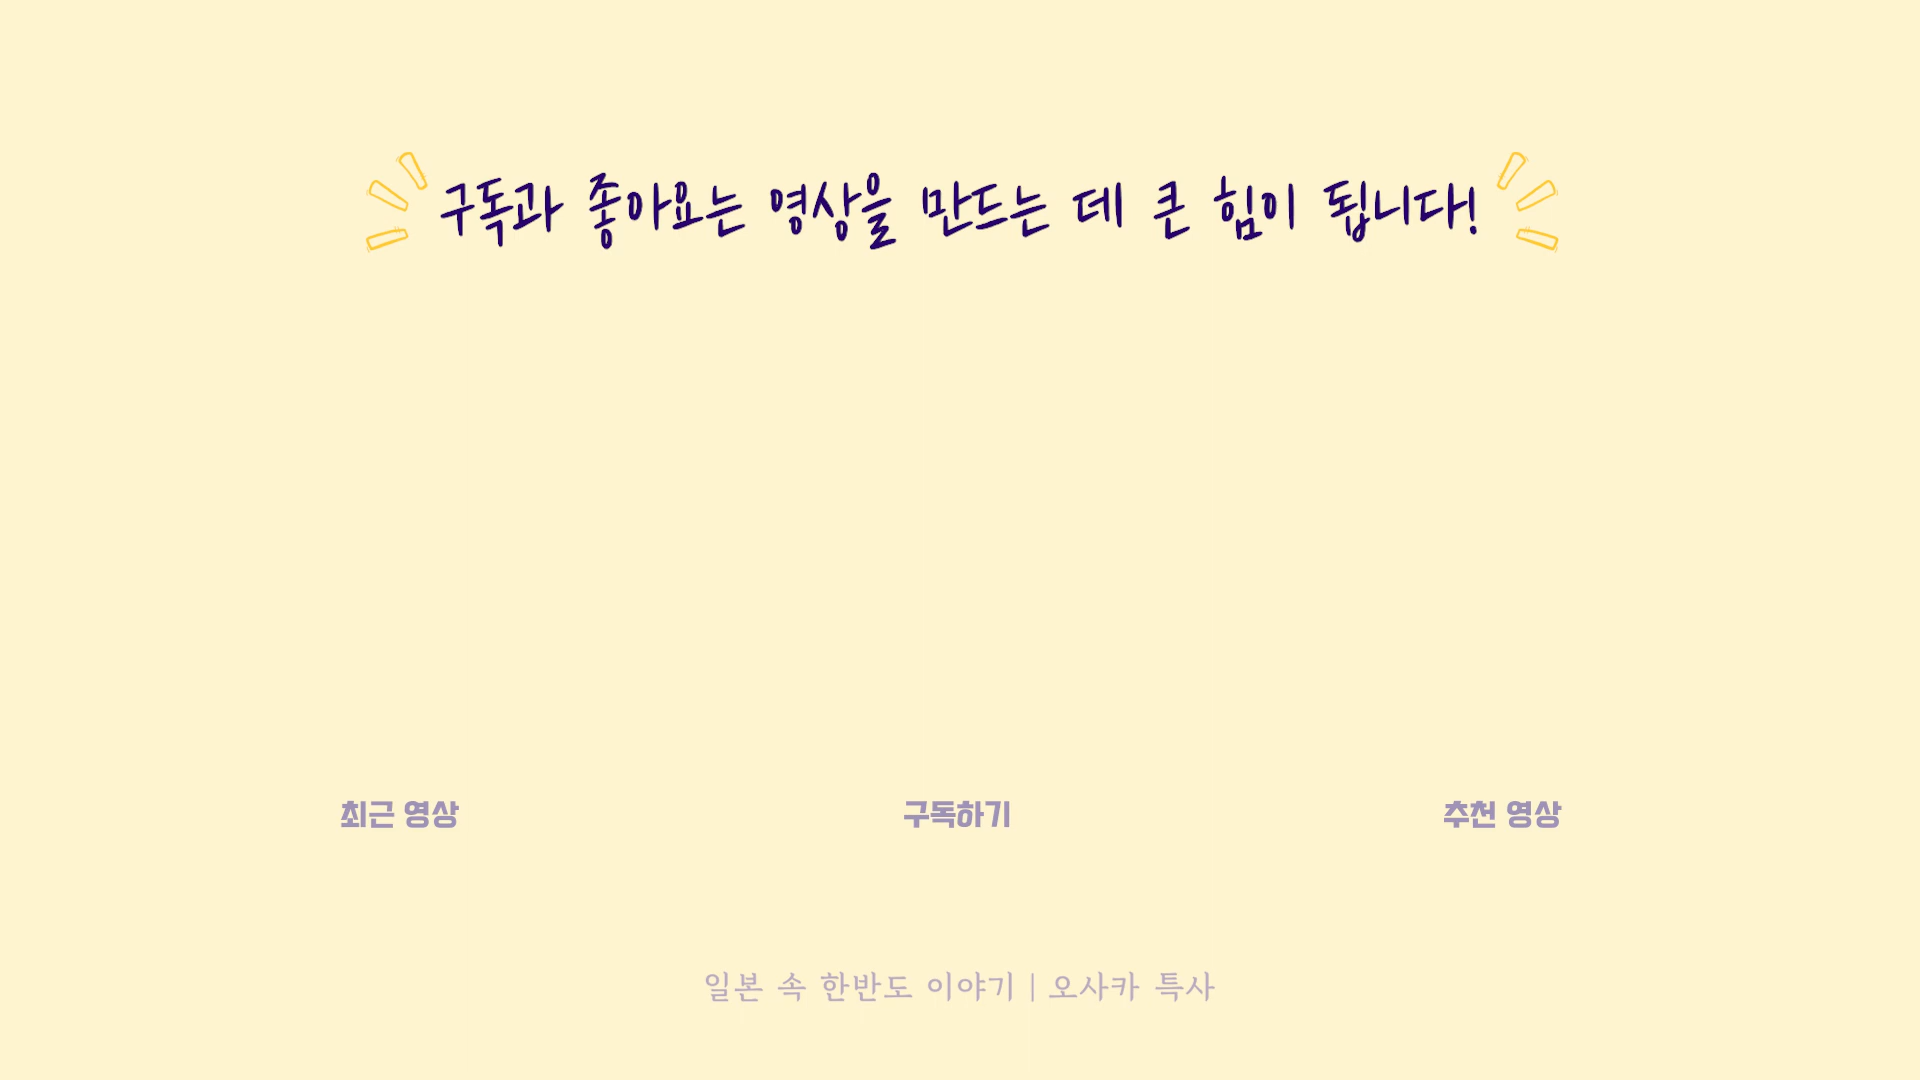 구독과 좋아요는 영상을 만드는 데 큰 힘이 됩니다!
최근 영상
구독하기
추천 영상
일본 속 한반도 이야기 | 오사카 특사